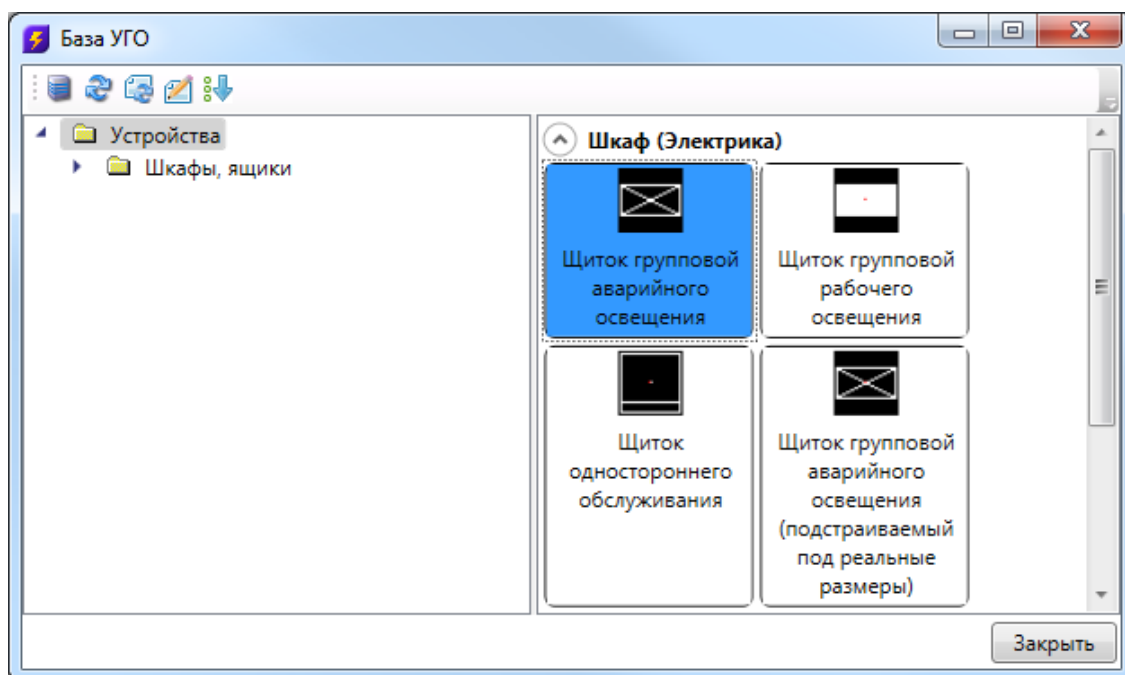 База УГО
Устройства
Шкафы, ящики
Шкаф (Электрика)
Щиток групповой
аварийного
освещения
Щиток групповой
рабочего
освещения
Щиток
одностороннего
обслуживания
Щиток групповой
аварийного
освещения
(подстраиваемый
под реальные
размеры)
Закрыть